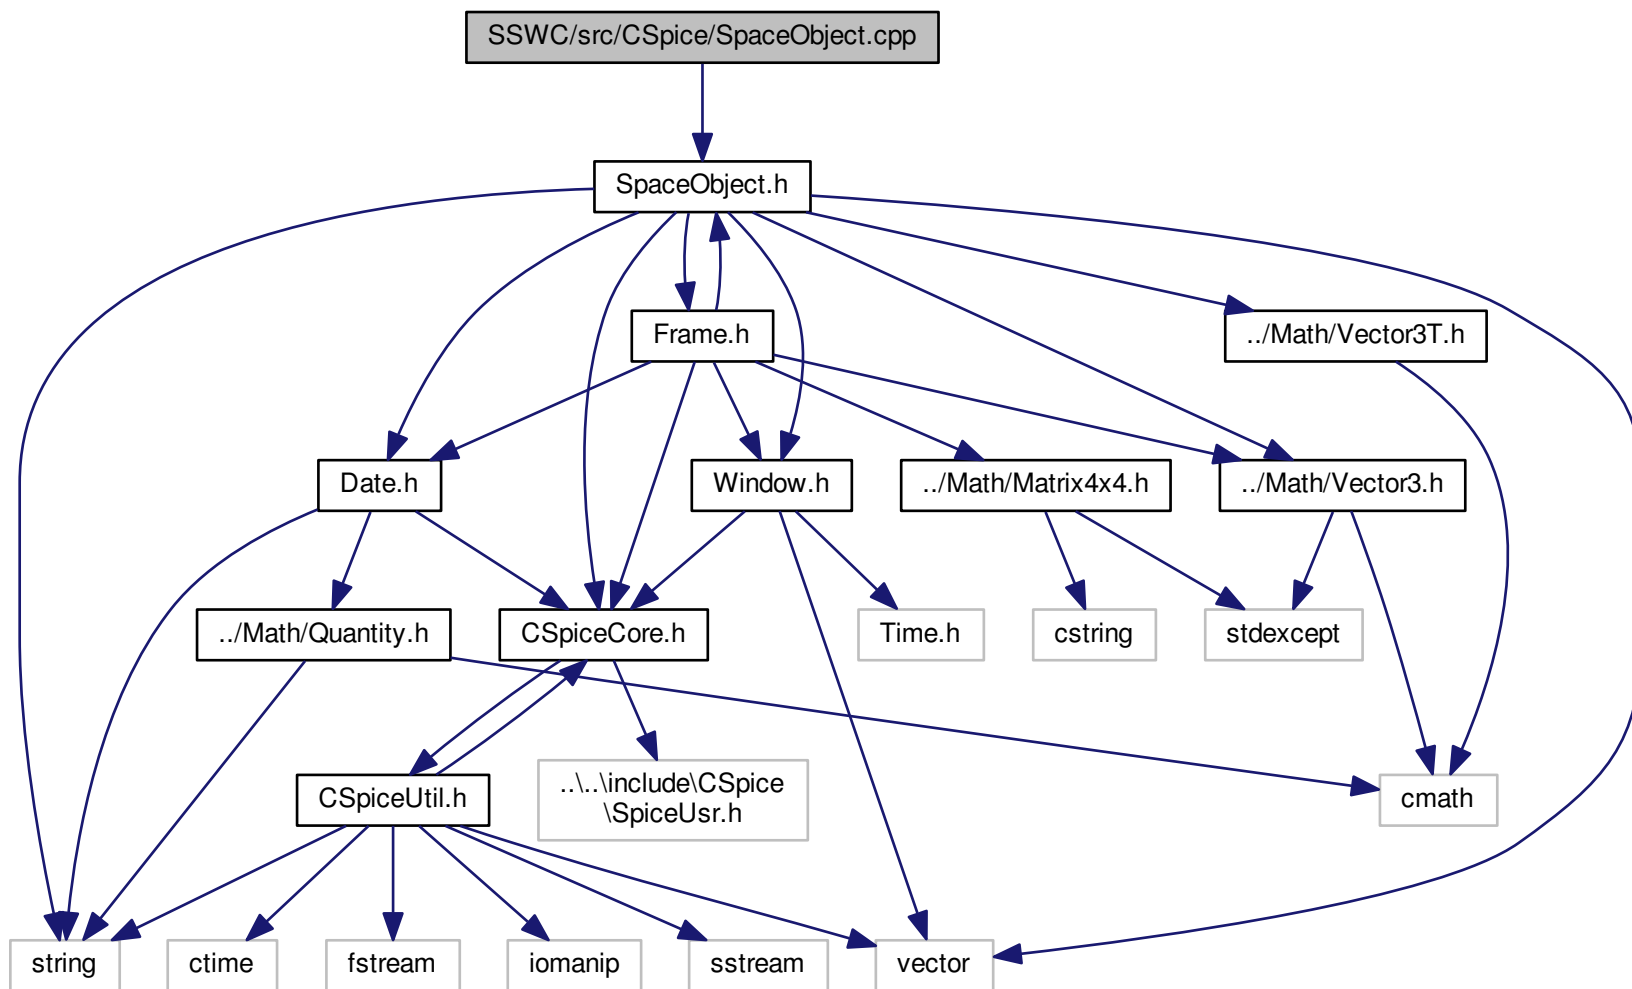 SSWC/src/CSpice/SpaceObject.cpp
SpaceObject.h
Frame.h
../Math/Vector3T.h
Date.h
Window.h
../Math/Matrix4x4.h
../Math/Vector3.h
../Math/Quantity.h
CSpiceCore.h
Time.h
cstring
stdexcept
CSpiceUtil.h
..\..\include\CSpice
\SpiceUsr.h
cmath
string
ctime
fstream
iomanip
sstream
vector